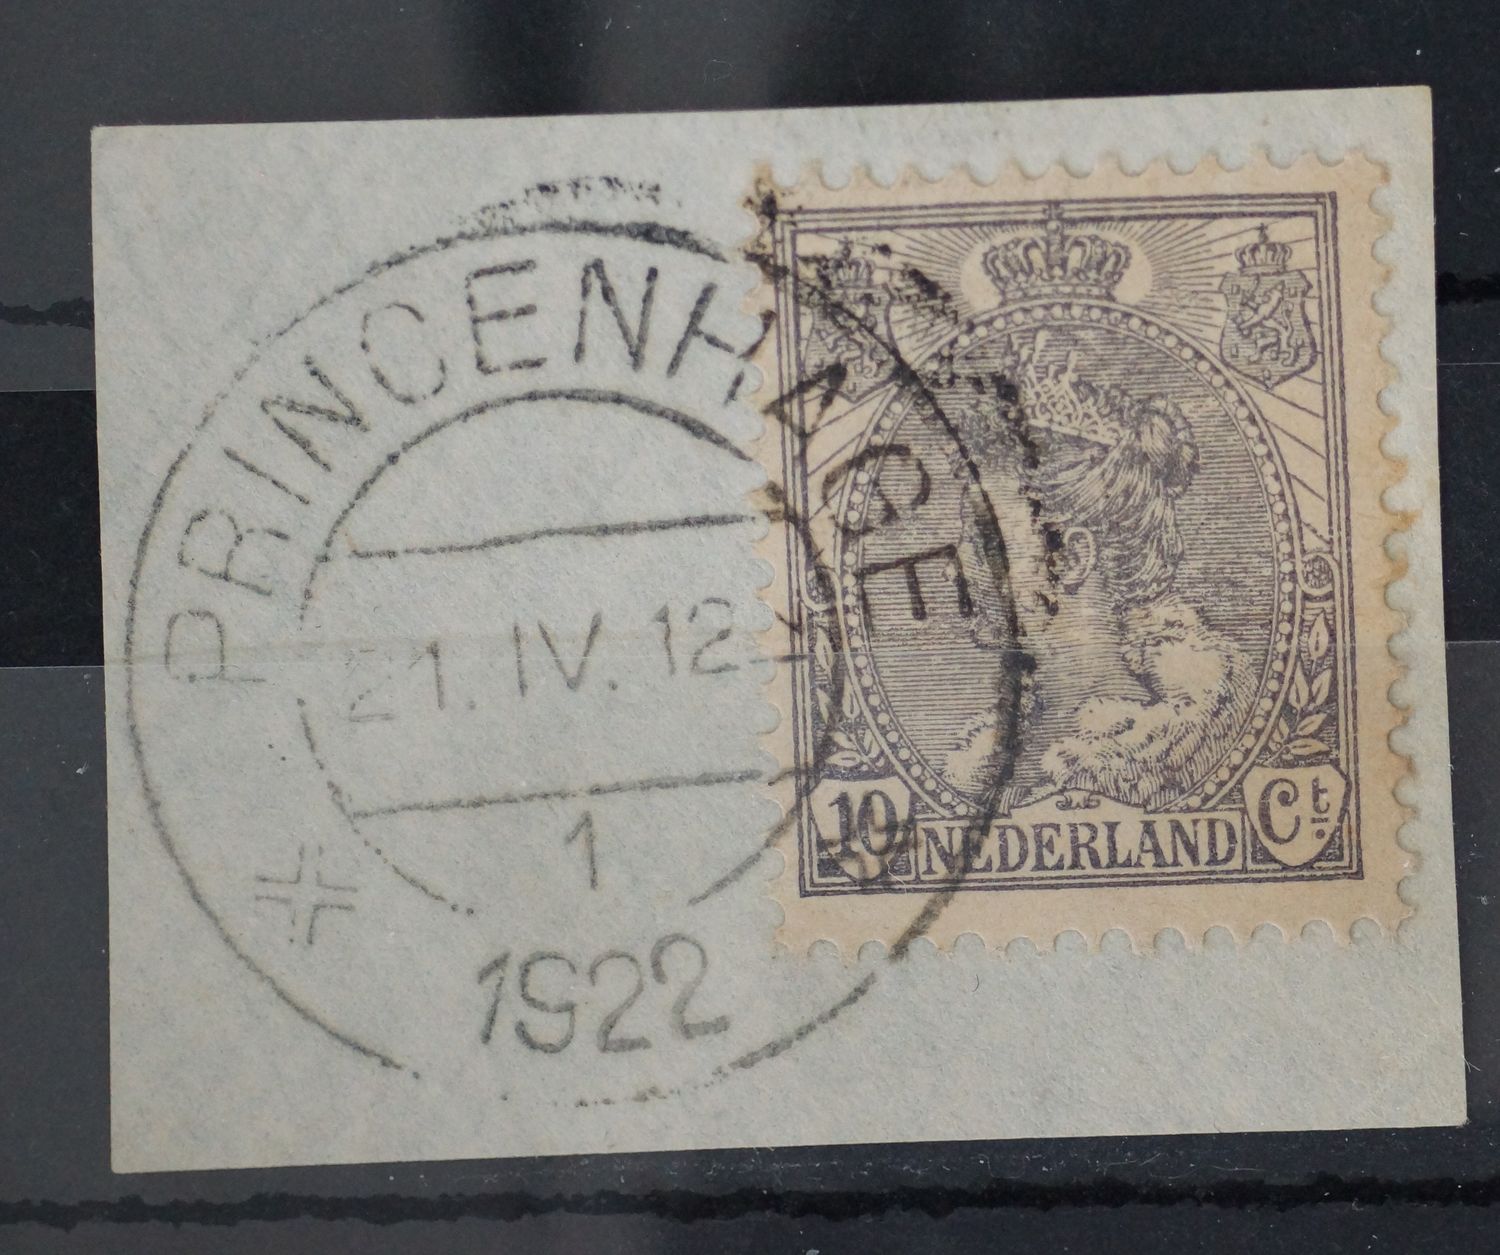 PRINCENHAGE
21. IV. 12
1
1922
10 NEDERLAND Ct.